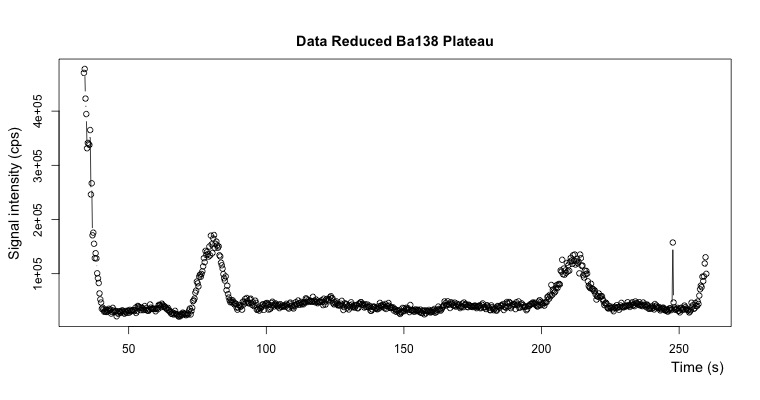 Data Reduced Ba138 Plateau
Signal intensity (cps)
4e+05
3e+05
2e+05
1e+05
50 100 150 200 250
Time (s)